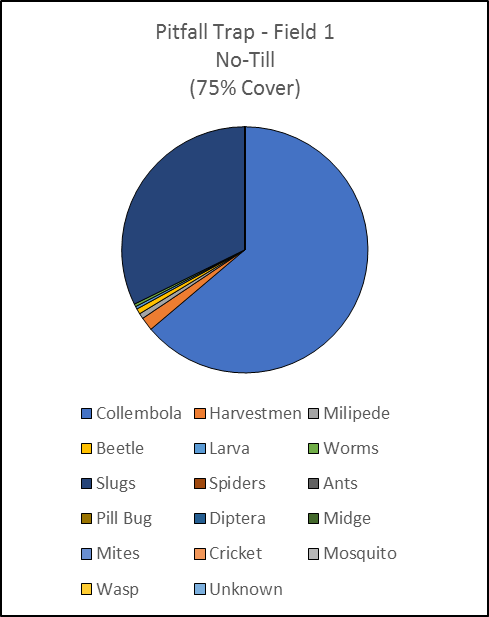 Pitfall Trap - Field 1
No-Till
(75% Cover)
Collembola Harvestmen Milipede
Beetle Larva Worms
Slugs Spiders Ants
Pill Bug Diptera Midge
Mites Cricket Mosquito
Wasp Unknown